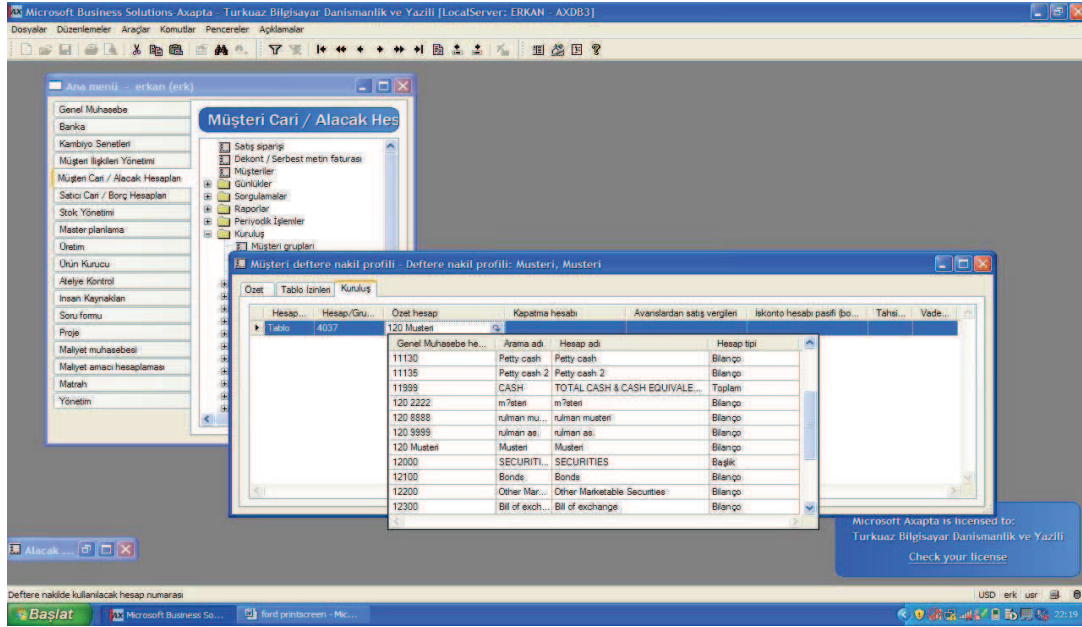 Microsoft Business Solutions-Axapta - Turkuaz Bilgisayar Danismanlik ve Yazili [LocalServer: ERKAN - AXDB3]
Dosyalar Düzenlemeler Araçlar Komutlar Pencereler Açıklamalar
Ana menü - erkan (erk)
Genel Muhasebe
Banka
Kambiyo Senetleri
Müşteri İlişkileri Yönetimi
Müşteri Cari / Alacak Hesapları
Satıcı Cari / Borç Hesapları
Stok Yönetimi
Master planlama
Üretim
Ürün Kurucu
Atelye Kontrol
İnsan Kaynakları
Soru formu
Proje
Maliyet muhasebesi
Maliyet amacı hesaplaması
Matrah
Yönetim
Müşteri Cari / Alacak Hes
Satış siparişi
Dekont / Serbest metin faturası
Müşteriler
Günlükler
Sorgulamalar
Raporlar
Periyodik İşlemler
Kuruluş
Müşteri grupları
Müşteri deftere nakil profili - Deftere nakil profili: Musteri, Musteri
Özet Tablo İzinleri Kuruluş
Hesap... Hesap/Gru... Özet hesap Kapatma hesabı Avanslardan satış vergileri İskonto hesabı pasifi (bo... Tahsi... Vade...
Tablo 4037 120 Musteri
Genel Muhasebe he... Arama adı Hesap adı Hesap tipi
11130 Petty cash Petty cash Bilanço
11135 Petty cash 2 Petty cash 2 Bilanço
11999 CASH TOTAL CASH & CASH EQUIVALE... Toplam
120 2222 m?steri m?steri Bilanço
120 8888 rulman mu... rulman musteri Bilanço
120 9999 rulman as. rulman as. Bilanço
120 Musteri Musteri Musteri Bilanço
12000 SECURITI... SECURITIES Başlık
12100 Bonds Bonds Bilanço
12200 Other Mar... Other Marketable Securities Bilanço
12300 Bill of exch... Bill of exchange Bilanço
Microsoft Axapta is licensed to:
Turkuaz Bilgisayar Danismanlik ve Yazili
Check your license
Alacak ...
Deftere nakilde kullanılacak hesap numarası
USD erk usr
Başlat Microsoft Business So... ford printscreen - Mic... 22:19